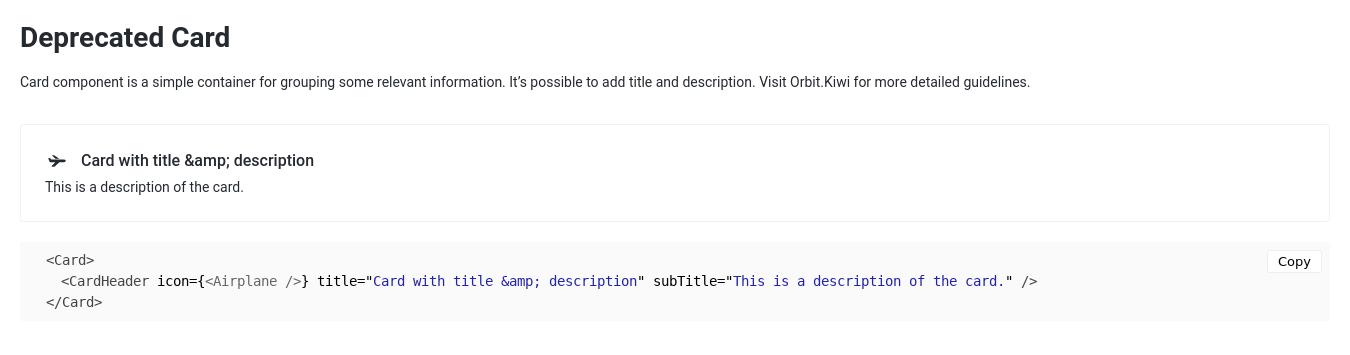 Deprecated Card
Card component is a simple container for grouping some relevant information. It’s possible to add title and description. Visit Orbit.Kiwi for more detailed guidelines.
Card with title &amp; description
This is a description of the card.
<Card>
<CardHeader icon={<Airplane />} title="Card with title &amp; description" subTitle="This is a description of the card." />
</Card>
Copy